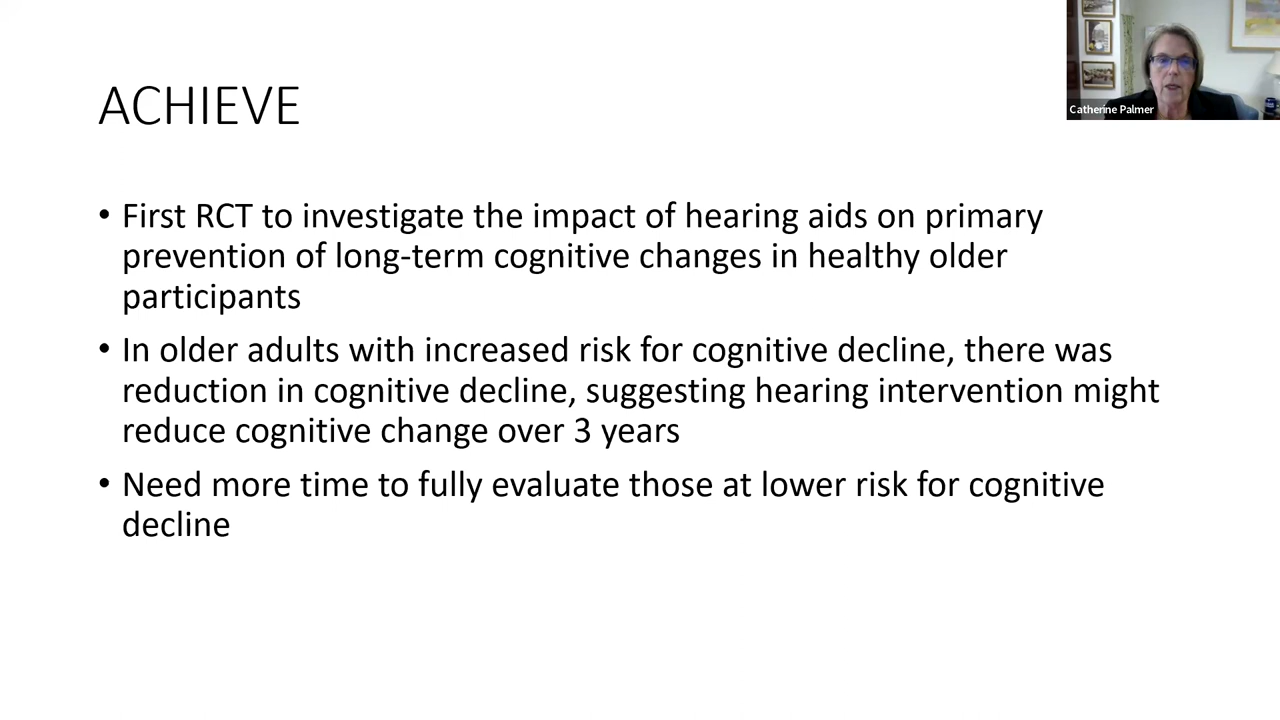 ACHIEVE
Catherine Palmer
• First RCT to investigate the impact of hearing aids on primary
prevention of long-term cognitive changes in healthy older
participants
• In older adults with increased risk for cognitive decline, there was
reduction in cognitive decline, suggesting hearing intervention might
reduce cognitive change over 3 years
• Need more time to fully evaluate those at lower risk for cognitive
decline